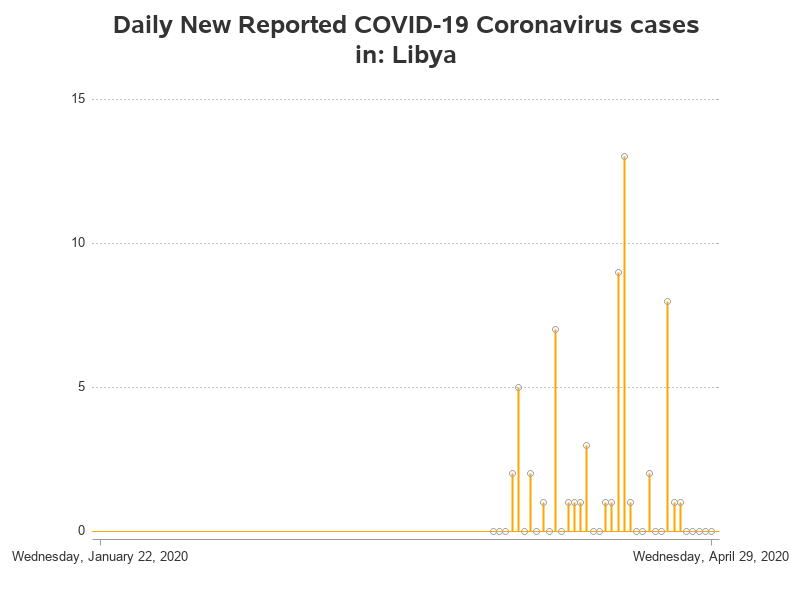 Daily New Reported COVID-19 Coronavirus cases
in: Libya
15
10
5
0
Wednesday, January 22, 2020
Wednesday, April 29, 2020